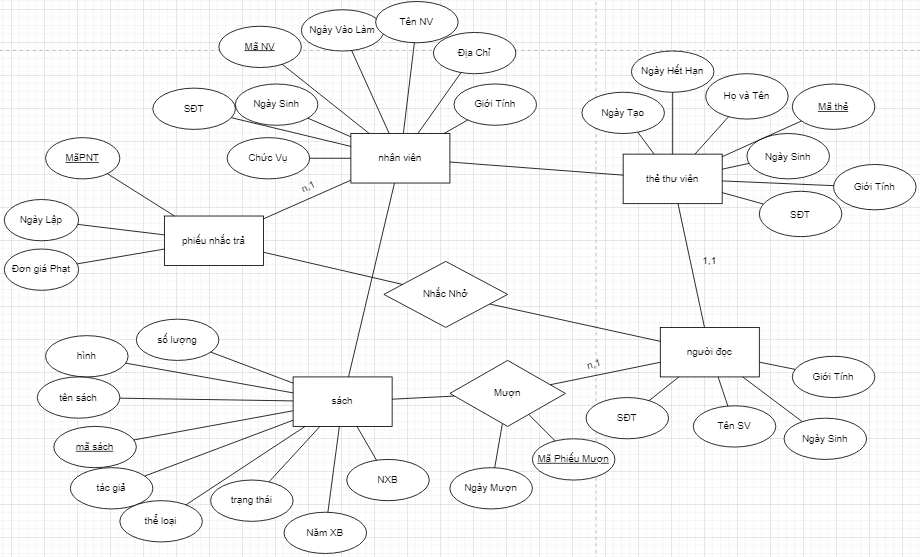 Ngày Vào Làm
Tên NV
Mã NV
Địa Chỉ
Ngày Hết Hạn
Họ và Tên
SĐT
Ngày Sinh
Giới Tính
Ngày Tạo
Mã thẻ
MãPNT
Chức Vụ
nhân viên
thẻ thư viên
Ngày Sinh
Giới Tính
n,1
SĐT
Ngày Lập
phiếu nhắc trả
Đơn giá Phạt
1,1
Nhắc Nhở
số lượng
hình
người đọc
n,1
Giới Tính
tên sách
sách
Mượn
SĐT
Tên SV
Ngày Sinh
mã sách
Mã Phiếu Mượn
tác giả
trạng thái
NXB
Ngày Mượn
thể loại
Năm XB